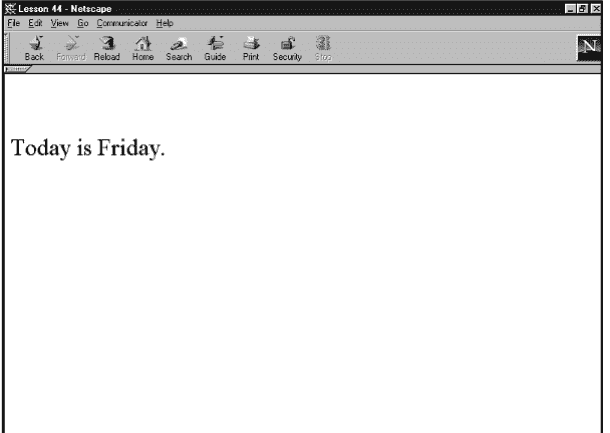 Lesson 44 - Netscape
File Edit View Go Communicator Help
Back Forward Reload Home Search Guide Print Security Stop
N
Today is Friday.